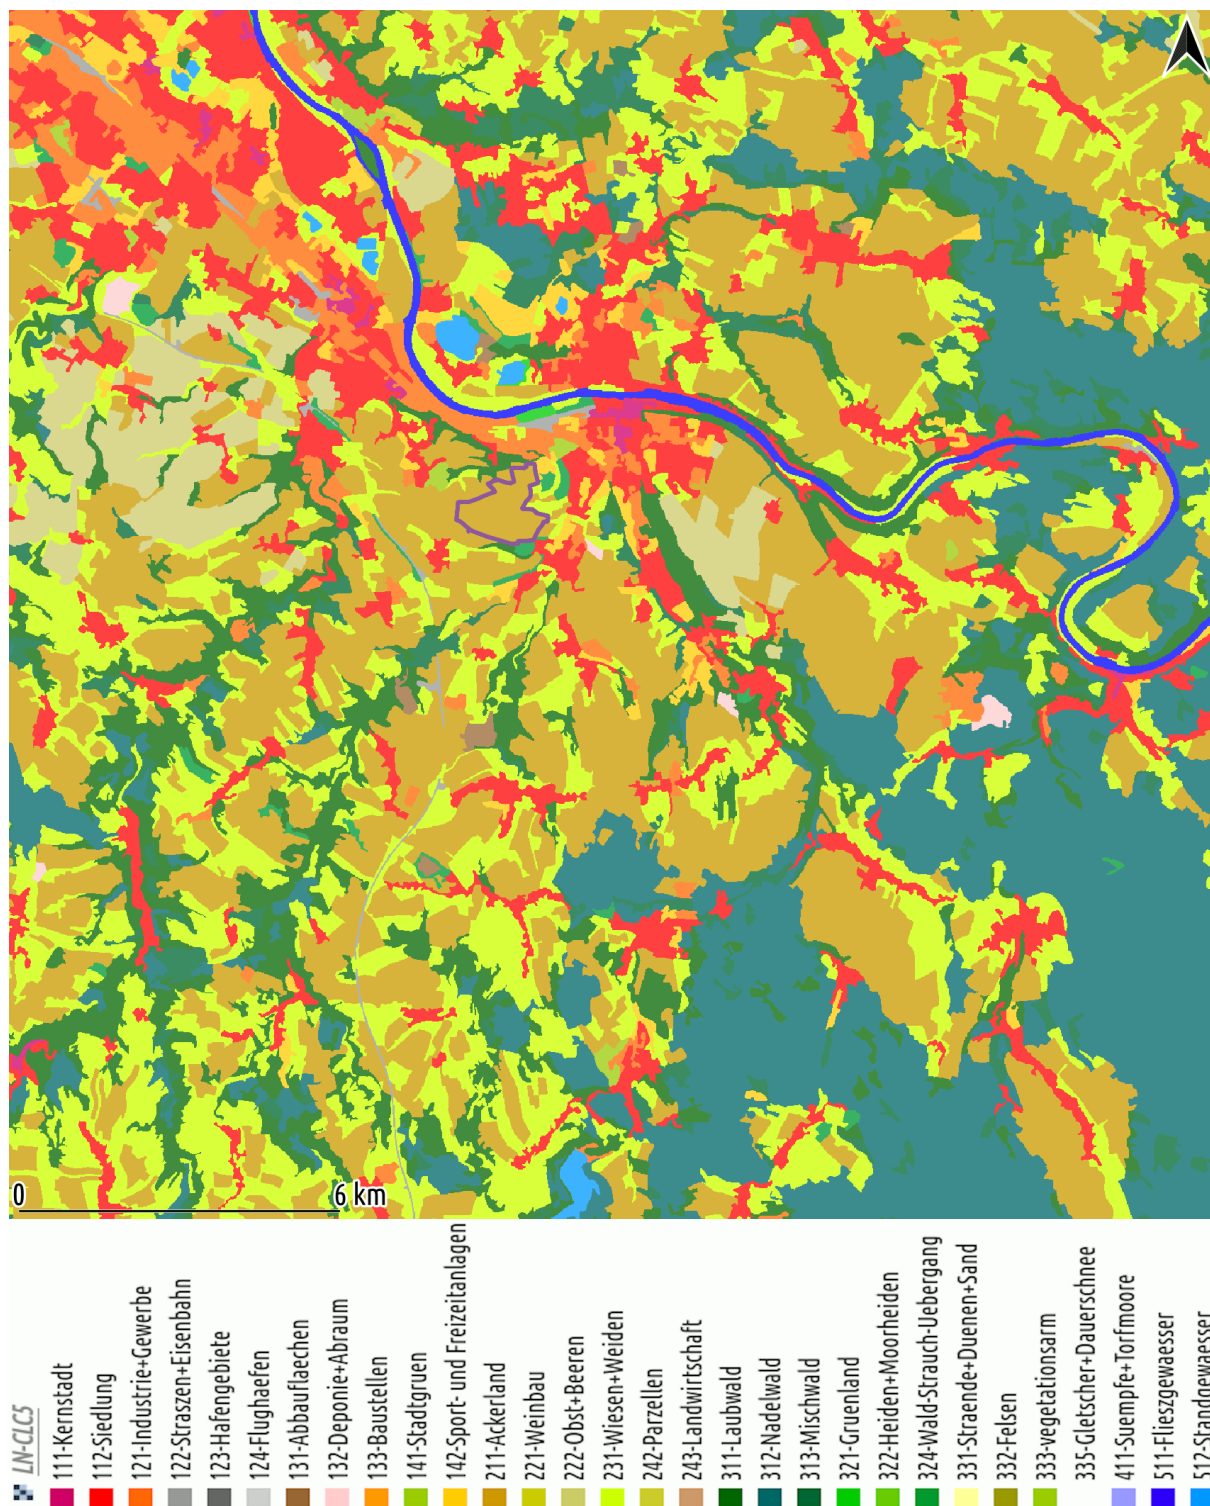 0
6 km
LN-CLC5
111-Kernstadt
112-Siedlung
121-Industrie+Gewerbe
122-Straszen+Eisenbahn
123-Hafengebiete
124-Flughaefen
131-Abbauflaechen
132-Deponie+Abraum
133-Baustellen
141-Stadtgruen
142-Sport- und Freizeitanlagen
211-Ackerland
221-Weinbau
222-Obst+Beeren
231-Wiesen+Weiden
242-Parzellen
243-Landwirtschaft
311-Laubwald
312-Nadelwald
313-Mischwald
321-Gruenland
322-Heiden+Moorheiden
324-Wald-Strauch-Uebergang
331-Straende+Duenen+Sand
332-Felsen
333-vegetationsarm
335-Gletscher+Dauerschnee
411-Suempfe+Torfmoore
511-Flieszgewaesser
512-Standgewaesser